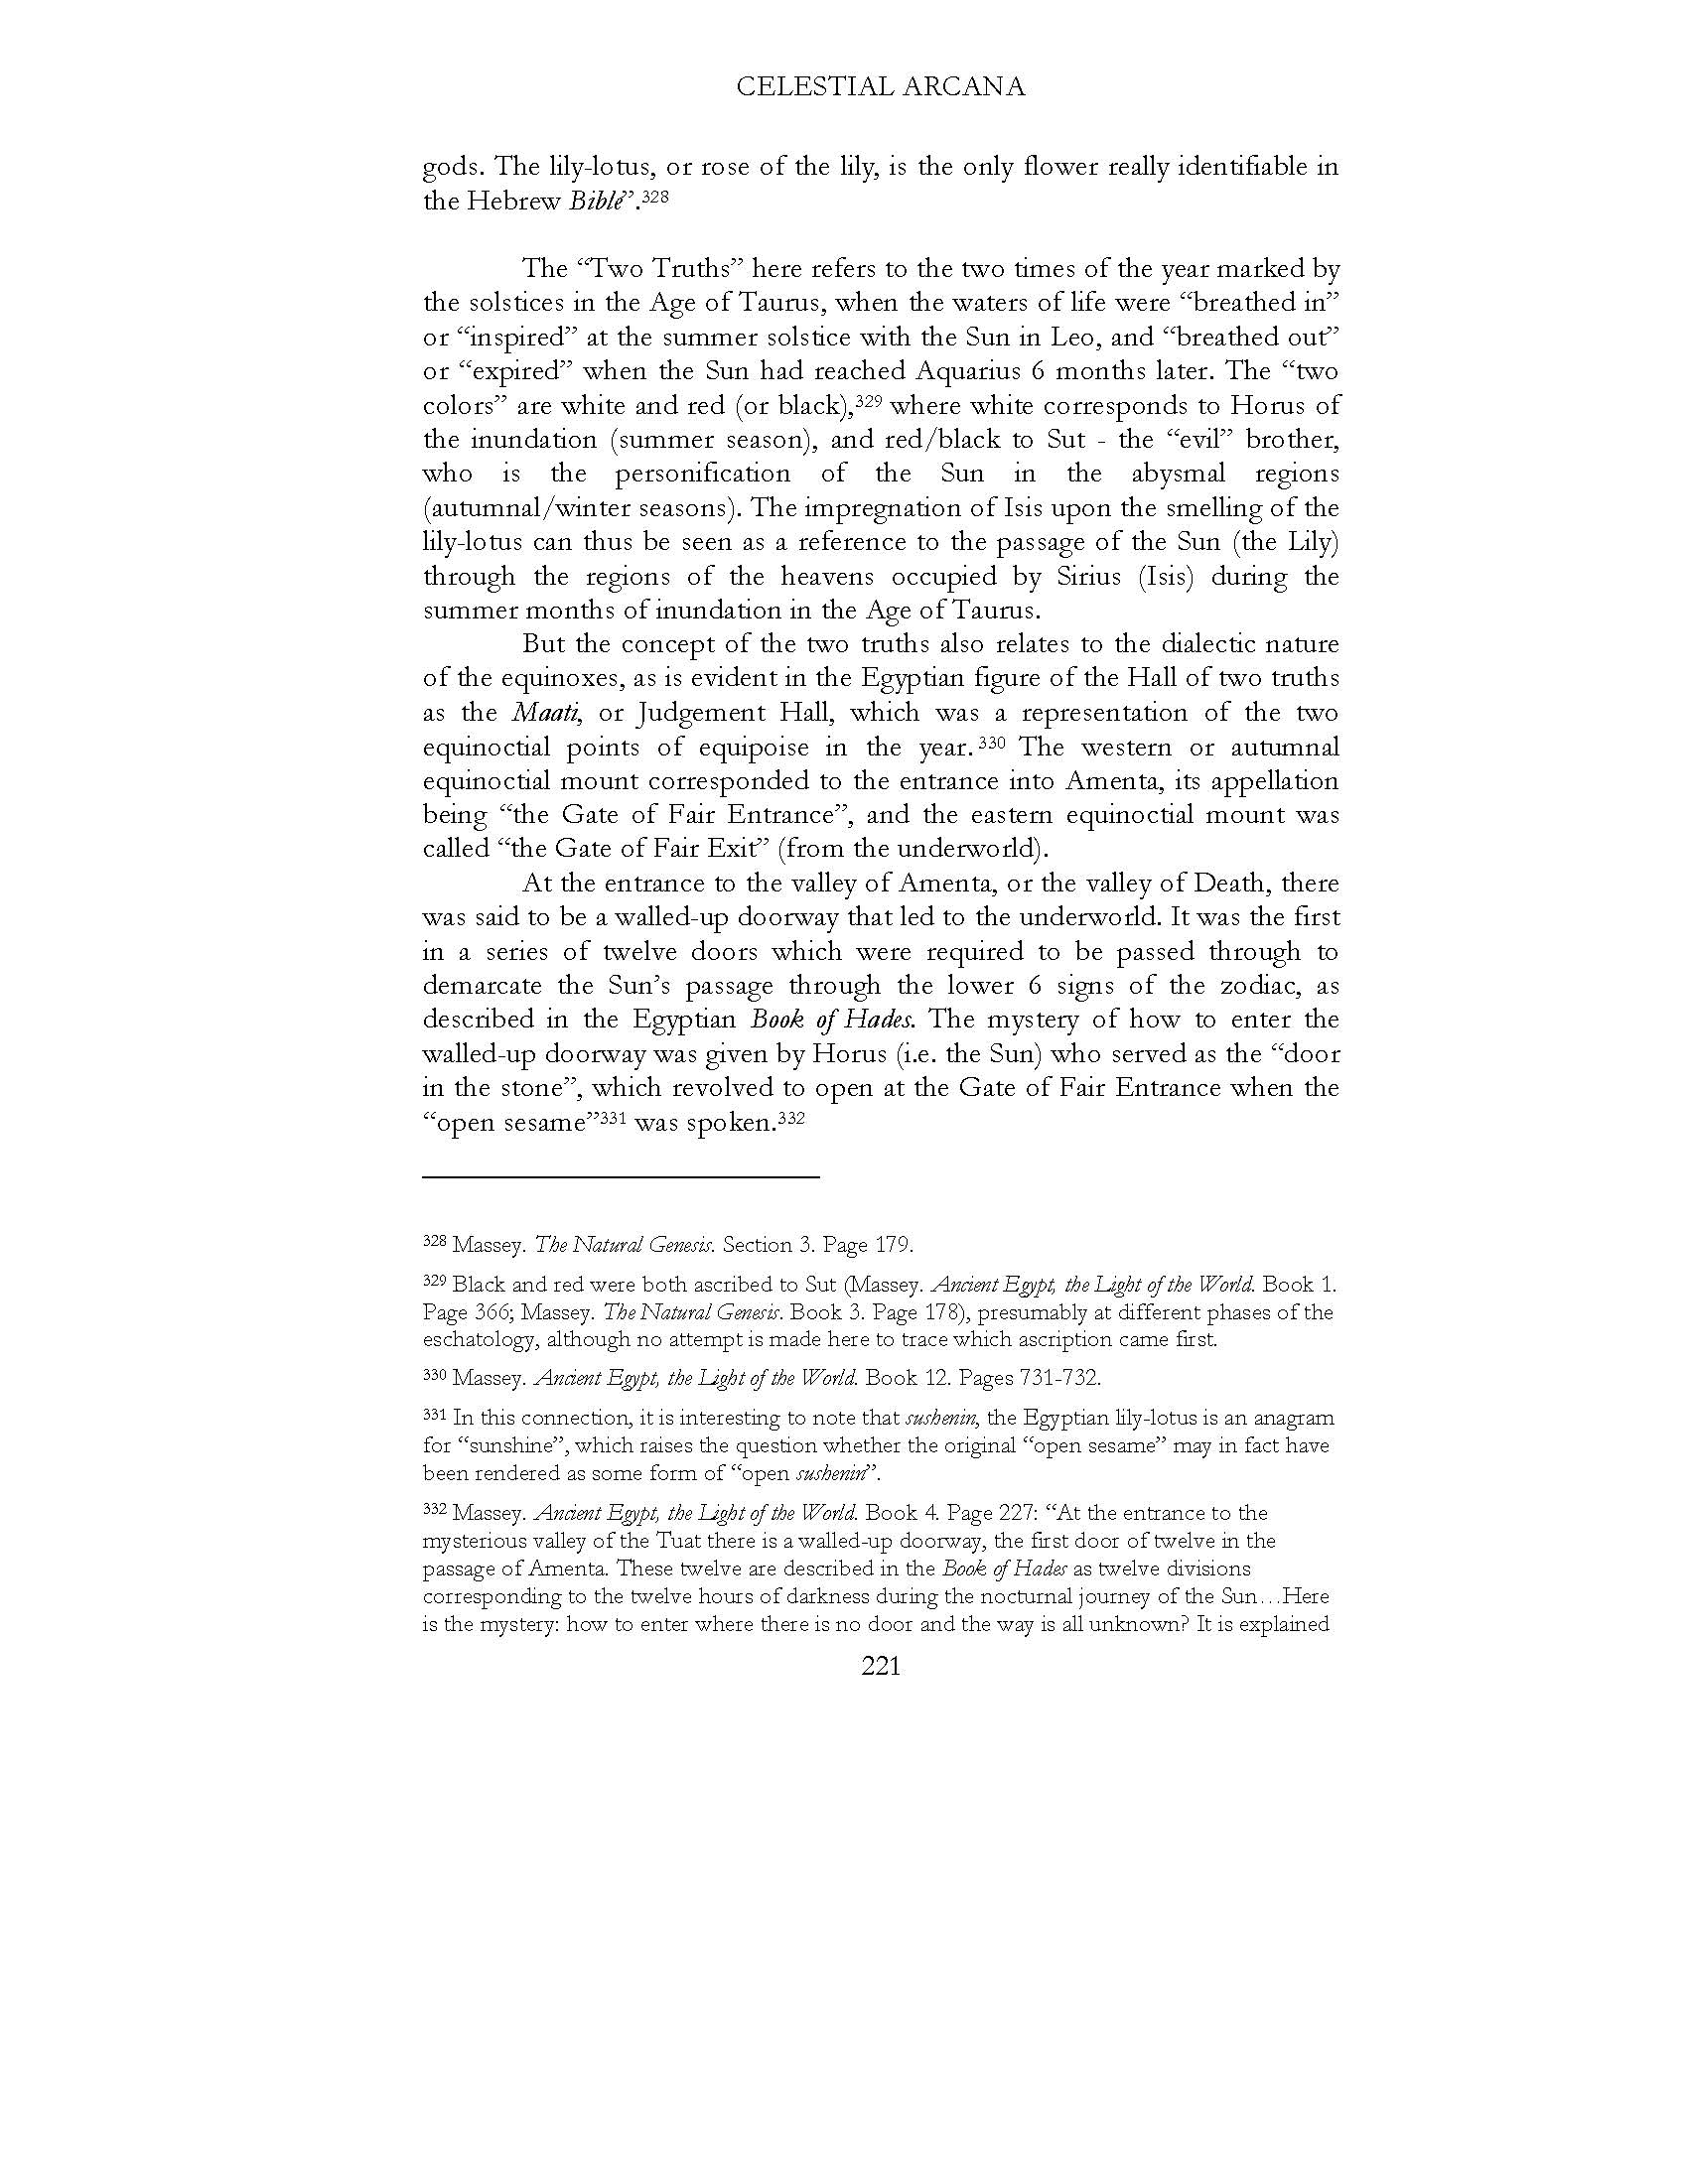 CELESTIAL ARCANA
gods. The lily-lotus, or rose of the lily, is the only flower really identifiable in
the Hebrew Bible”.328
The “Two Truths” here refers to the two times of the year marked by
the solstices in the Age of Taurus, when the waters of life were “breathed in”
or “inspired” at the summer solstice with the Sun in Leo, and “breathed out”
or “expired” when the Sun had reached Aquarius 6 months later. The “two
colors” are white and red (or black),329 where white corresponds to Horus of
the inundation (summer season), and red/black to Sut - the “evil” brother,
who is the personification of the Sun in the abysmal regions
(autumnal/winter seasons). The impregnation of Isis upon the smelling of the
lily-lotus can thus be seen as a reference to the passage of the Sun (the Lily)
through the regions of the heavens occupied by Sirius (Isis) during the
summer months of inundation in the Age of Taurus.
But the concept of the two truths also relates to the dialectic nature
of the equinoxes, as is evident in the Egyptian figure of the Hall of two truths
as the Maati, or Judgement Hall, which was a representation of the two
equinoctial points of equipoise in the year.330 The western or autumnal
equinoctial mount corresponded to the entrance into Amenta, its appellation
being “the Gate of Fair Entrance”, and the eastern equinoctial mount was
called “the Gate of Fair Exit” (from the underworld).
At the entrance to the valley of Amenta, or the valley of Death, there
was said to be a walled-up doorway that led to the underworld. It was the first
in a series of twelve doors which were required to be passed through to
demarcate the Sun’s passage through the lower 6 signs of the zodiac, as
described in the Egyptian Book of Hades. The mystery of how to enter the
walled-up doorway was given by Horus (i.e. the Sun) who served as the “door
in the stone”, which revolved to open at the Gate of Fair Entrance when the
“open sesame”331 was spoken.332
328 Massey. The Natural Genesis. Section 3. Page 179.
329 Black and red were both ascribed to Sut (Massey. Ancient Egypt, the Light of the World. Book 1.
Page 366; Massey. The Natural Genesis. Book 3. Page 178), presumably at different phases of the
eschatology, although no attempt is made here to trace which ascription came first.
330 Massey. Ancient Egypt, the Light of the World. Book 12. Pages 731-732.
331 In this connection, it is interesting to note that sushenin, the Egyptian lily-lotus is an anagram
for “sunshine”, which raises the question whether the original “open sesame” may in fact have
been rendered as some form of “open sushenin”.
332 Massey. Ancient Egypt, the Light of the World. Book 4. Page 227: “At the entrance to the
mysterious valley of the Tuat there is a walled-up doorway, the first door of twelve in the
passage of Amenta. These twelve are described in the Book of Hades as twelve divisions
corresponding to the twelve hours of darkness during the nocturnal journey of the Sun…Here
is the mystery: how to enter where there is no door and the way is all unknown? It is explained
221